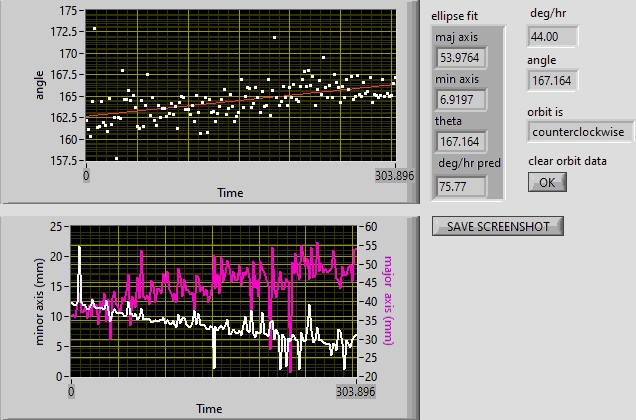 175
172.5
170
167.5
165
162.5
160
157.5
angle
0
303.896
Time
25
20
15
10
5
0
minor axis (mm)
60
55
50
45
40
35
30
25
20
major axis (mm)
0
303.896
Time
ellipse fit
maj axis
53.9764
min axis
6.9197
theta
167.164
deg/hr pred
75.77
deg/hr
44.00
angle
167.164
orbit is
counterclockwise
clear orbit data
OK
SAVE SCREENSHOT